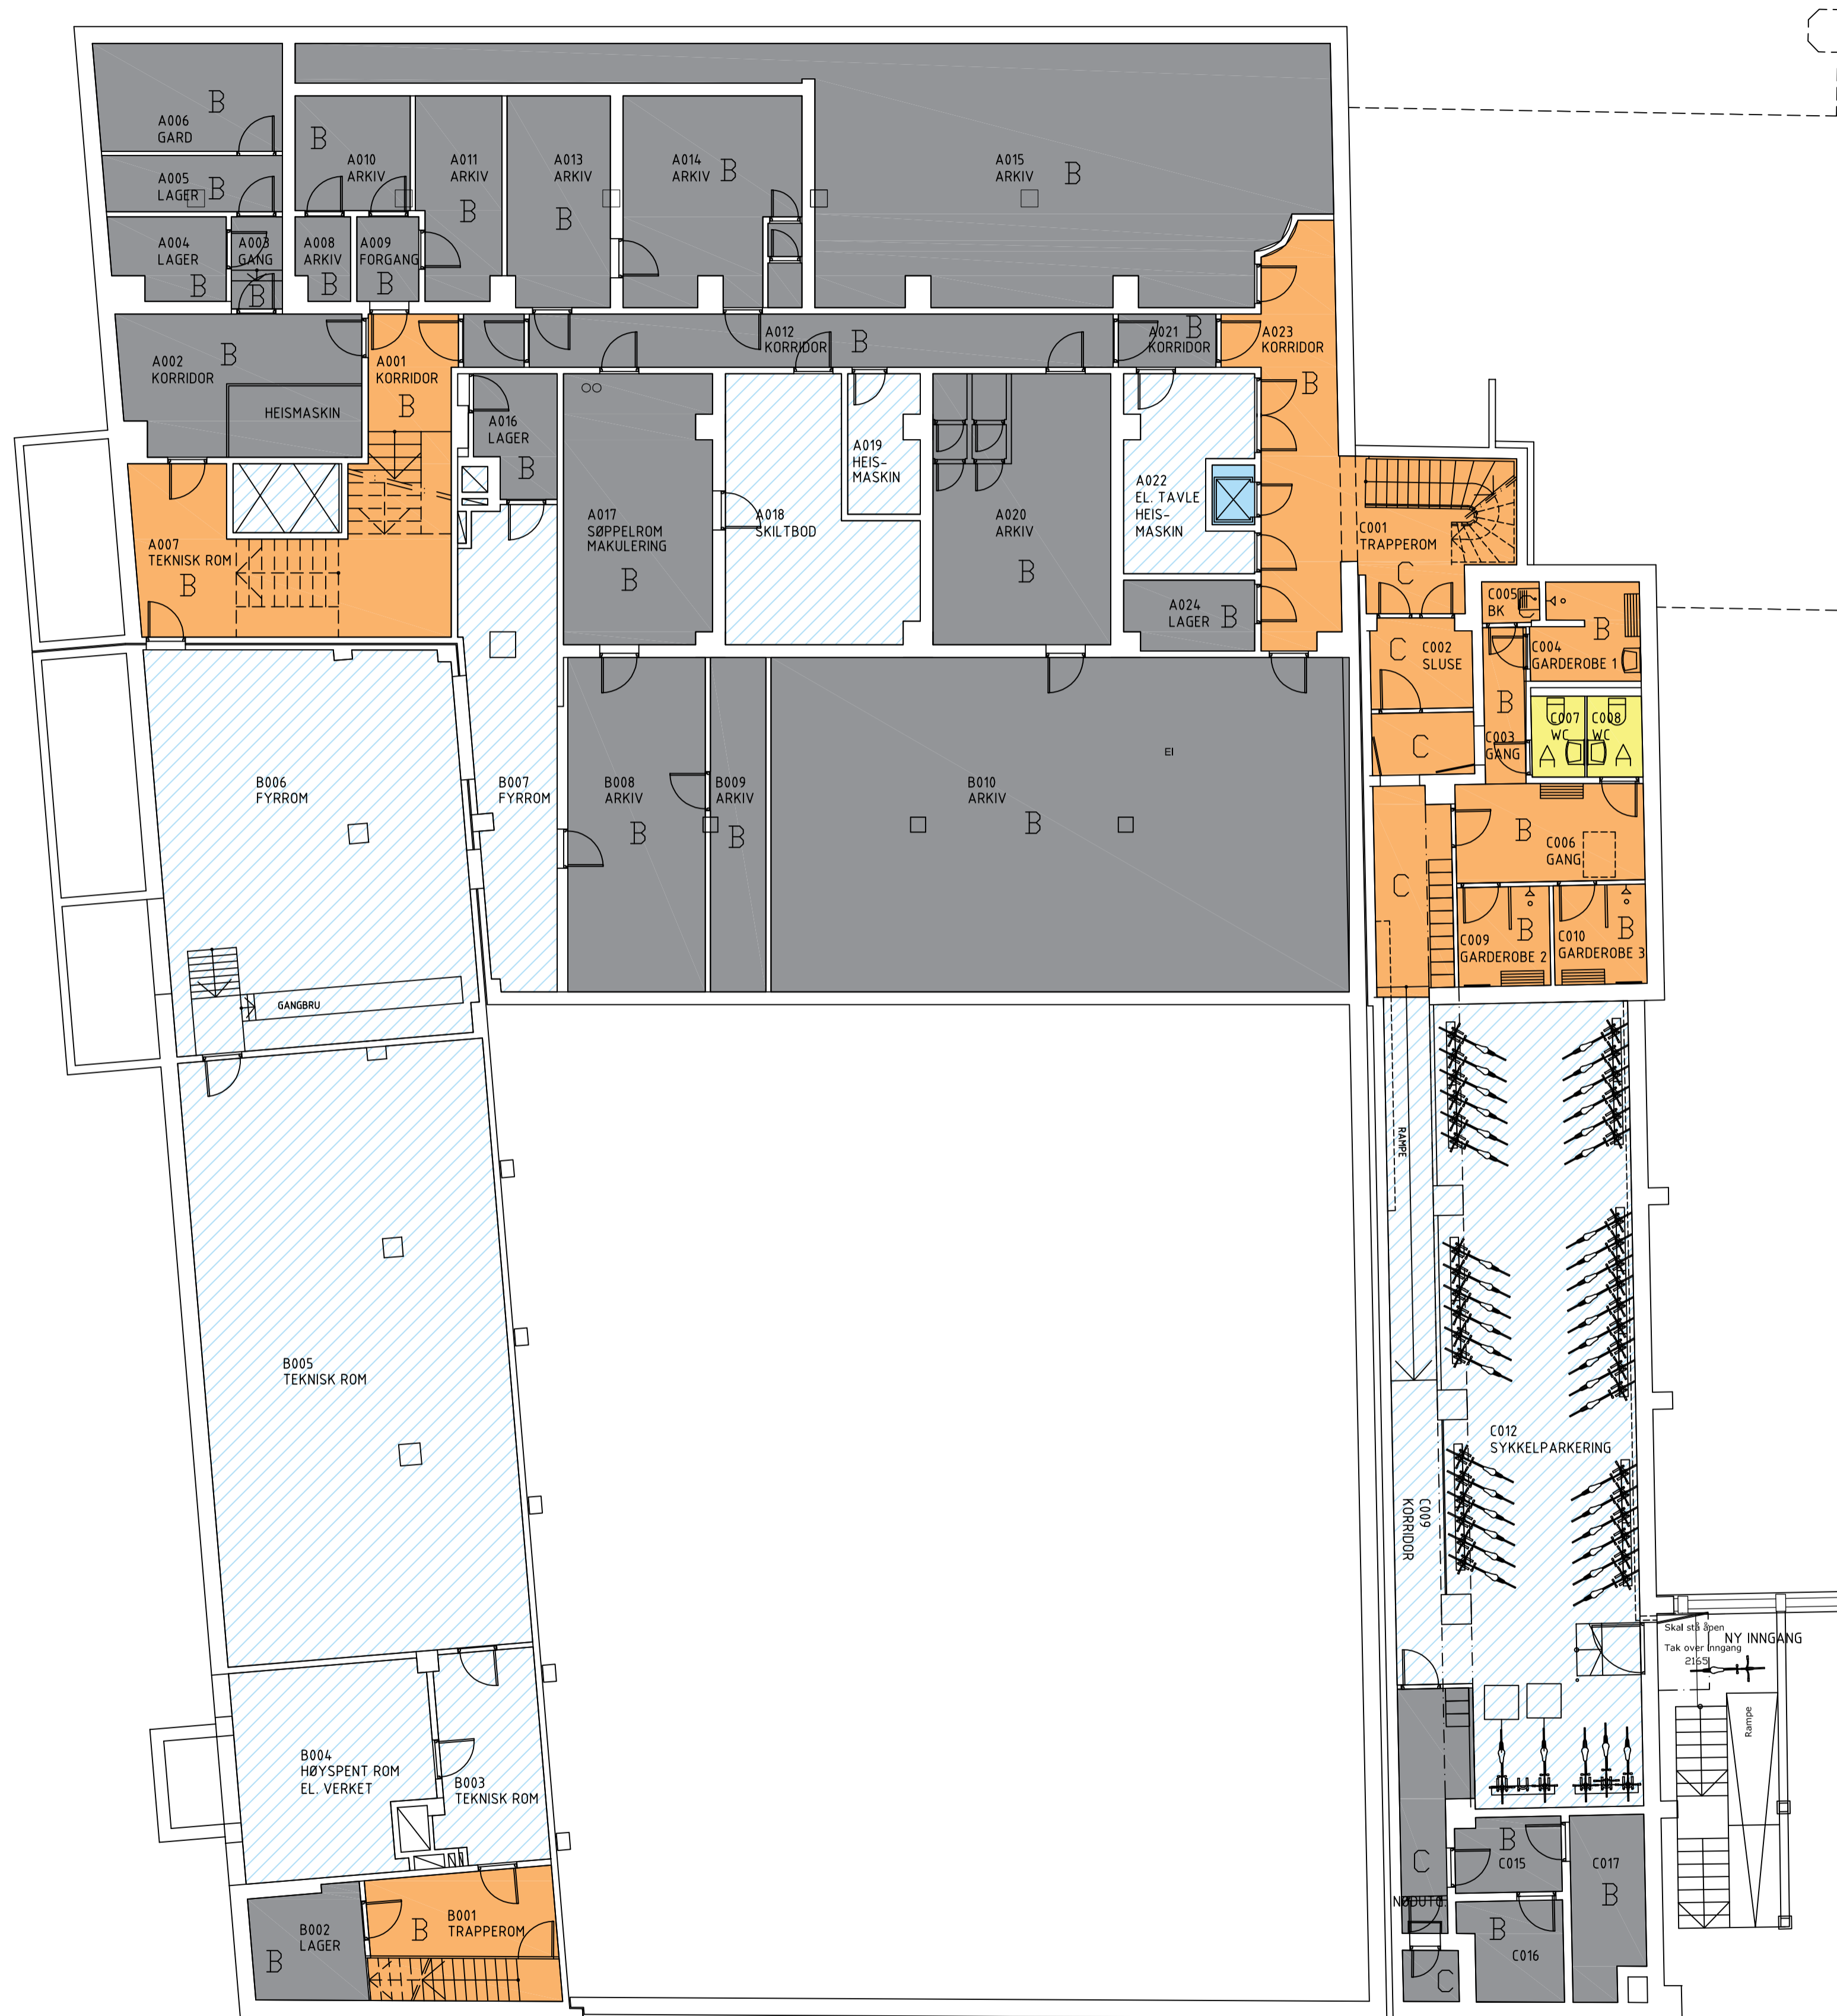 A006
GARD
B
A005
LAGER
B
A004
LAGER
B
A003
GANG
B
A010
ARKIV
B
A008
ARKIV
B
A009
FORGANG
B
A011
ARKIV
B
A013
ARKIV
B
A014
ARKIV
B
A015
ARKIV
B
A002
KORRIDOR
B
HEISMASKIN
A001
KORRIDOR
B
A012
KORRIDOR
B
A021
KORRIDOR
B
A023
KORRIDOR
B
A007
TEKNISK ROM
B
A016
LAGER
B
A017
SØPPELROM
MAKULERING
B
A018
SKILTBOD
A019
HEIS-
MASKIN
A020
ARKIV
B
A022
EL. TAVLE
HEIS-
MASKIN
A024
LAGER
B
C001
TRAPPEROM
C
C002
SLUSE
C
C
C005
BK
C
C004
GARDEROBE 1
B
C003
GANG
B
C007
WC
C008
WC
C006
GANG
B
C
C009
GARDEROBE 2
B
C010
GARDEROBE 3
B
B006
FYRROM
GANGBRU
B007
FYRROM
B008
ARKIV
B
B009
ARKIV
B
B010
ARKIV
B
EI
RAMPE
C009
KORRIDOR
C012
SYKKELPARKERING
B005
TEKNISK ROM
Skal stå åpen
NY INNGANG
Tak over inngang
2165
Rampe
B004
HØYSPENT ROM
EL. VERKET
B003
TEKNISK ROM
B002
LAGER
B
B001
TRAPPEROM
B
C
NØDUTG.
C
C015
B
C016
B
C017
B